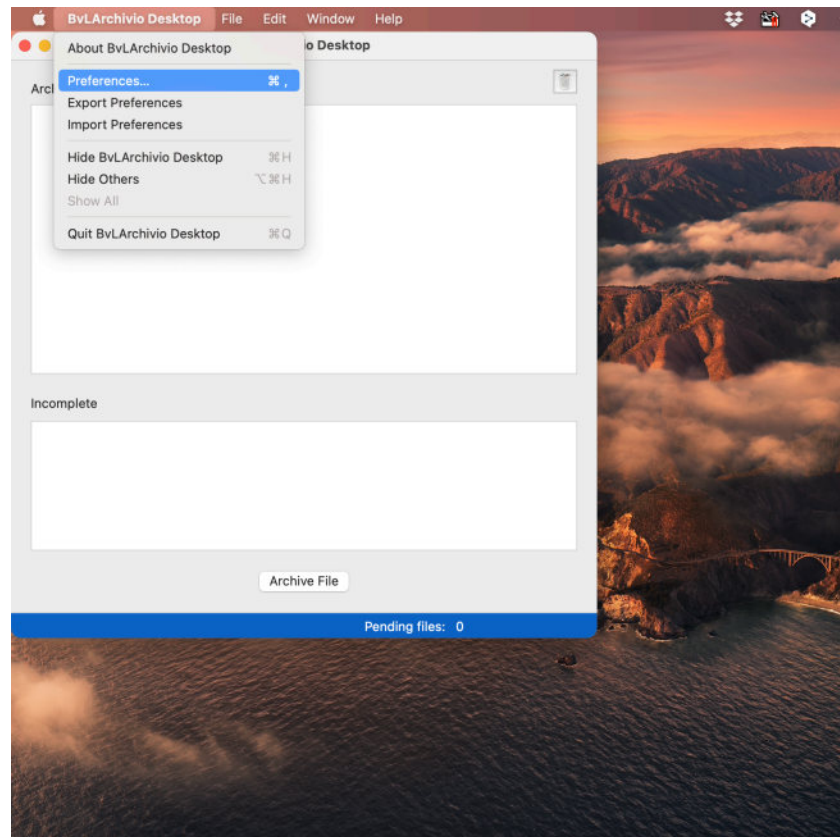 BvLArchivio Desktop File Edit Window Help
About BvLArchivio Desktop
io Desktop
Preferences... ⌘ ,
Arcl
Export Preferences
Import Preferences
Hide BvLArchivio Desktop ⌘ H
Hide Others ⌥ ⌘ H
Show All
Quit BvLArchivio Desktop ⌘ Q
Incomplete
Archive File
Pending files: 0